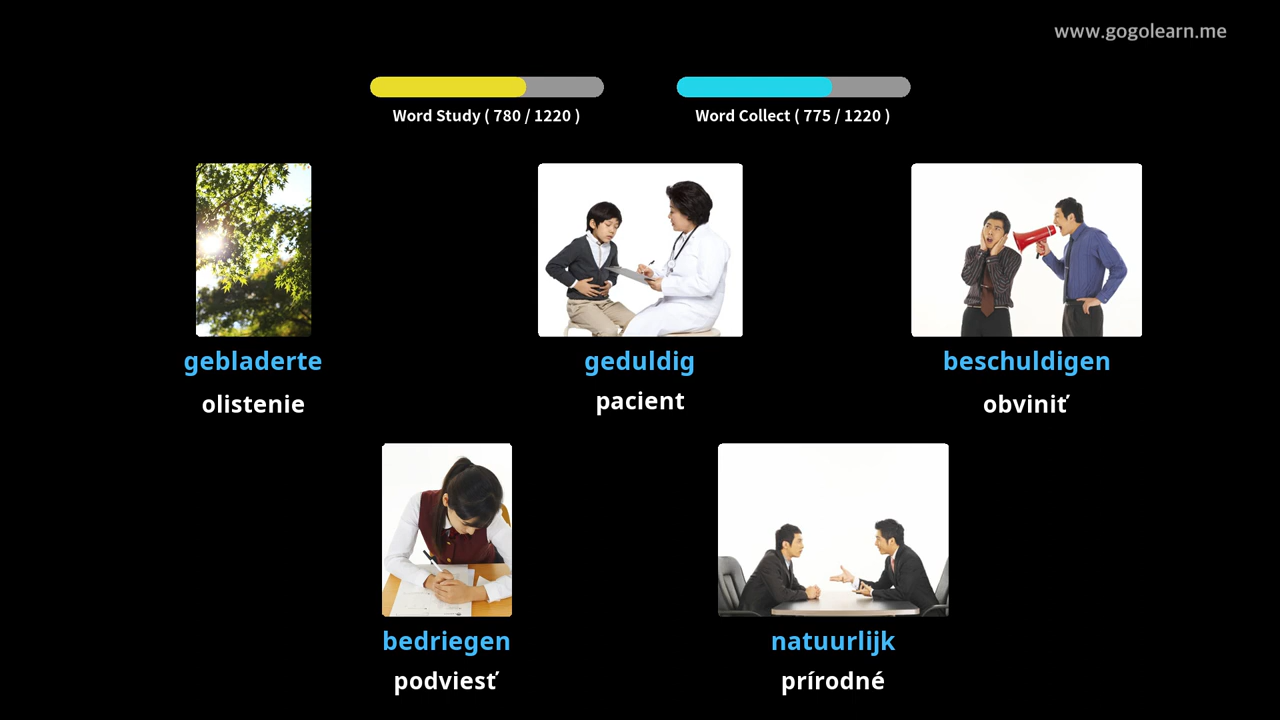 www.gogolearn.me
Word Study ( 780 / 1220 )
Word Collect ( 775 / 1220 )
gebladerte
olistenie
geduldig
pacient
beschuldigen
obviniť
bedriegen
podviesť
natuurlijk
prírodné